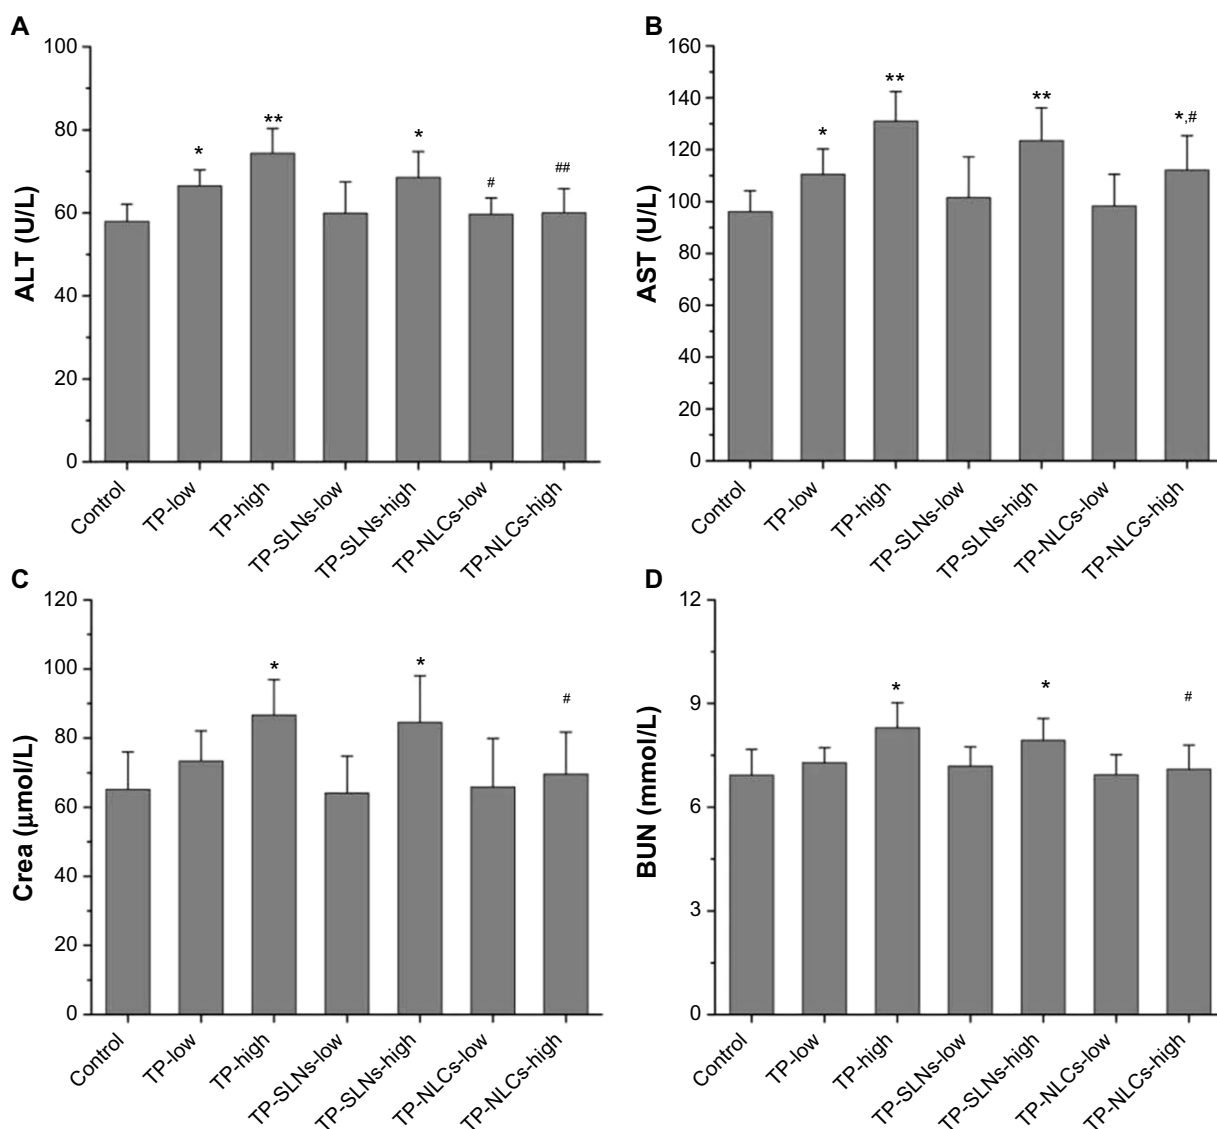 A
ALT (U/L)
100
80
60
40
20
0
*
**
*
#
##
Control
TP-low
TP-high
TP-SLNs-low
TP-SLNs-high
TP-NLCs-low
TP-NLCs-high
B
AST (U/L)
160
140
120
100
80
60
40
20
0
*
**
**
*,#
Control
TP-low
TP-high
TP-SLNs-low
TP-SLNs-high
TP-NLCs-low
TP-NLCs-high
C
Crea (μmol/L)
120
100
80
60
40
20
0
*
*
#
Control
TP-low
TP-high
TP-SLNs-low
TP-SLNs-high
TP-NLCs-low
TP-NLCs-high
D
BUN (mmol/L)
12
9
6
3
0
*
*
#
Control
TP-low
TP-high
TP-SLNs-low
TP-SLNs-high
TP-NLCs-low
TP-NLCs-high